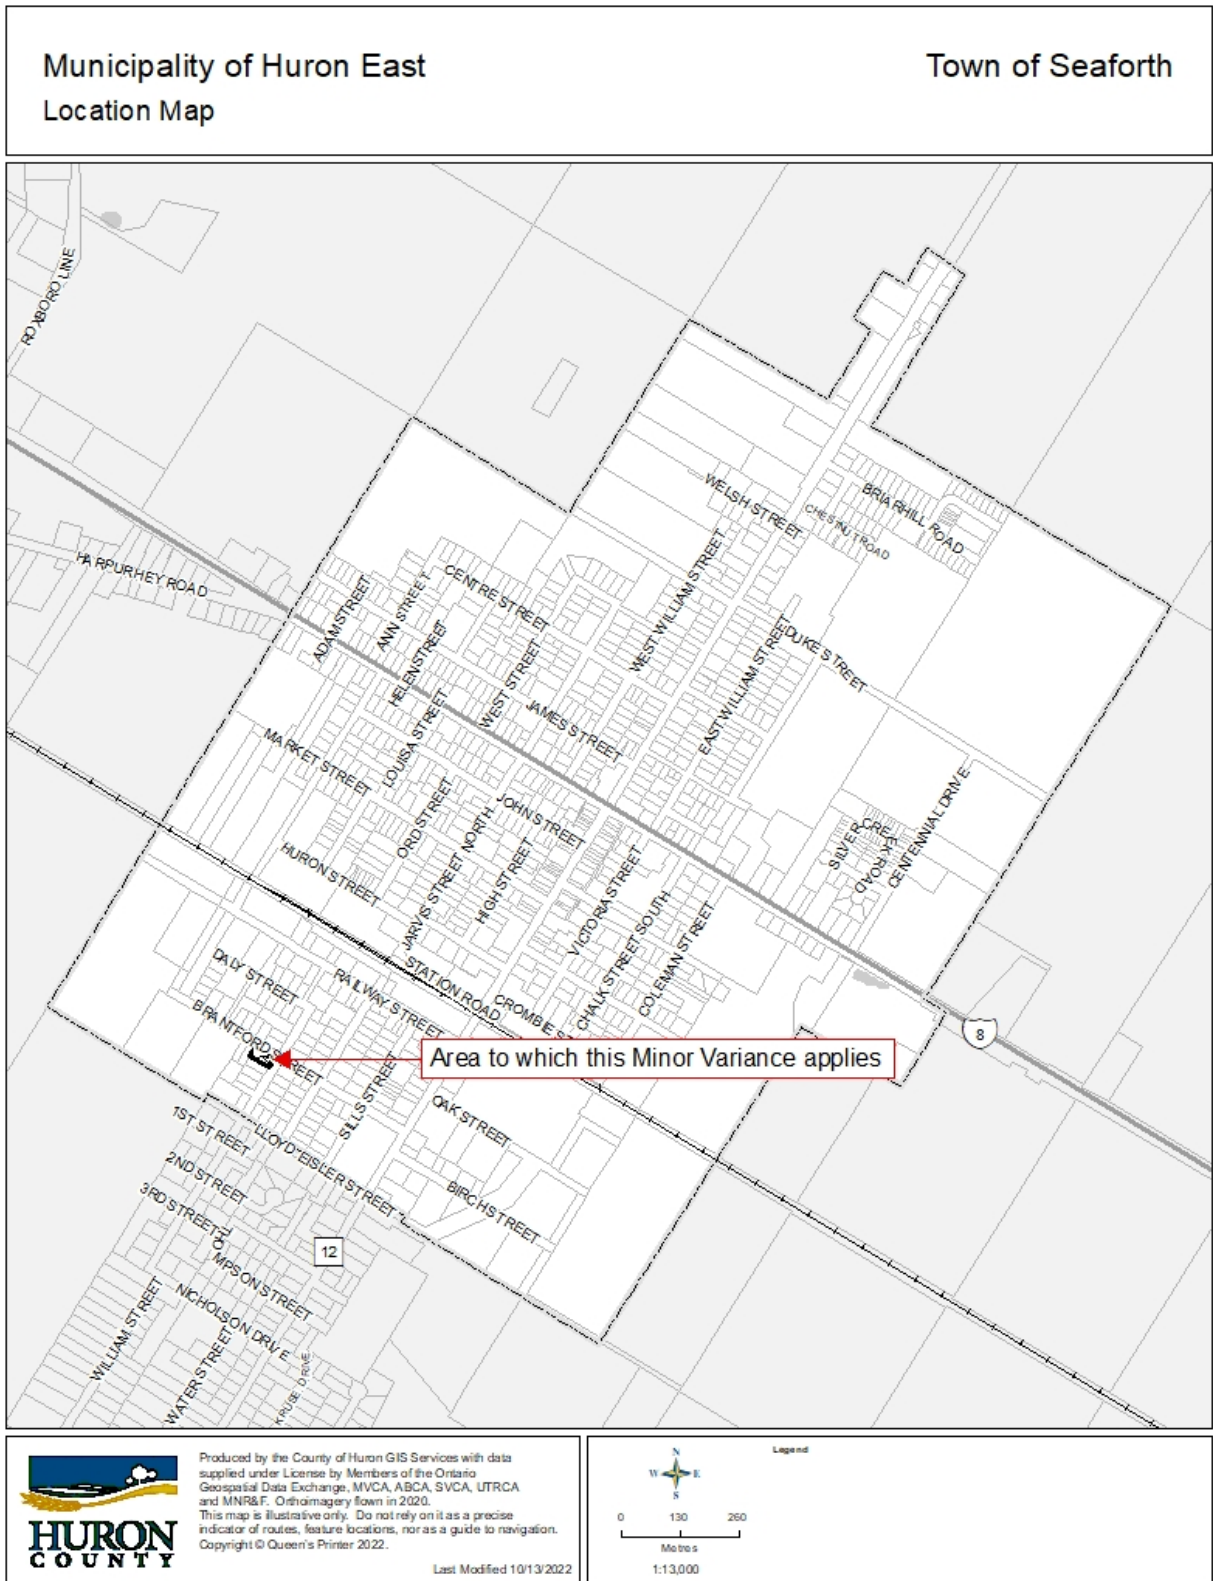 Municipality of Huron East
Town of Seaforth
Location Map
ROXBORO LINE
HARPURHEY ROAD
WELSH STREET
BRIARHILL ROAD
CHESTNUT ROAD
CENTRE STREET
ADAM STREET
ANN STREET
HELEN STREET
WEST STREET
WEST WILLIAM STREET
EAST WILLIAM STREET
DUKE STREET
JAMES STREET
LOUISA STREET
MARKET STREET
ORD STREET
JOHN STREET
JARVIS STREET NORTH
HIGH STREET
HURON STREET
VICTORIA STREET
SILVER CREEK ROAD
CENTENNIAL DRIVE
CHALK STREET SOUTH
COLEMAN STREET
STATION ROAD
CROMBIE S
DALY STREET
RAILWAY STREET
BRANTFORD STREET
8
Area to which this Minor Variance applies
SILLS STREET
OAK STREET
1ST STREET
LLOYD EISLER STREET
2ND STREET
BIRCH STREET
3RD STREET
THOMPSON STREET
12
NICHOLSON DRIVE
WILLIAM STREET
WATER STREET
KRUSE DRIVE
HURON
COUNTY
Produced by the County of Huron GIS Services with data
supplied under License by Members of the Ontario
Geospatial Data Exchange, MVCA, ABCA, SVCA, UTRCA
and MNR&F. Orthoimagery flown in 2020.
This map is illustrative only. Do not rely on it as a precise
indicator of routes, feature locations, nor as a guide to navigation.
Copyright © Queen's Printer 2022.
Last Modified 10/13/2022
N
W E
S
Legend
0 130 260
Metres
1:13,000